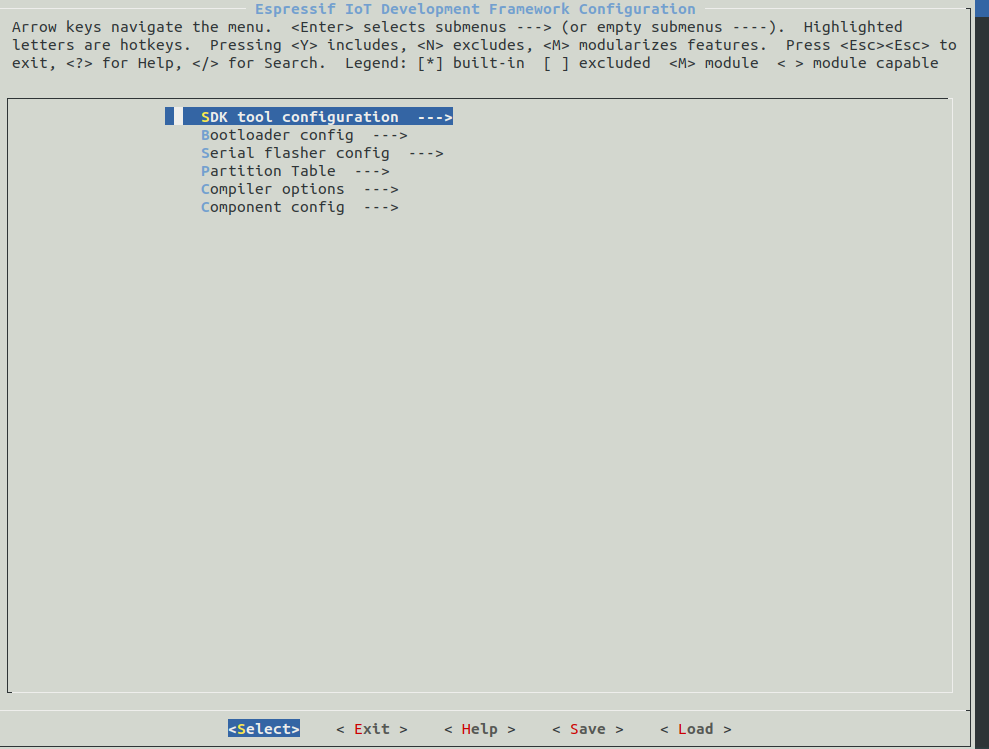 Espressif IoT Development Framework Configuration
Arrow keys navigate the menu.  <Enter> selects submenus ---> (or empty submenus ----).  Highlighted
letters are hotkeys.  Pressing <Y> includes, <N> excludes, <M> modularizes features.  Press <Esc><Esc> to
exit, <?> for Help, </> for Search.  Legend: [*] built-in  [ ] excluded  <M> module  < > module capable
SDK tool configuration  --->
Bootloader config  --->
Serial flasher config  --->
Partition Table  --->
Compiler options  --->
Component config  --->
<Select>    < Exit >    < Help >    < Save >    < Load >